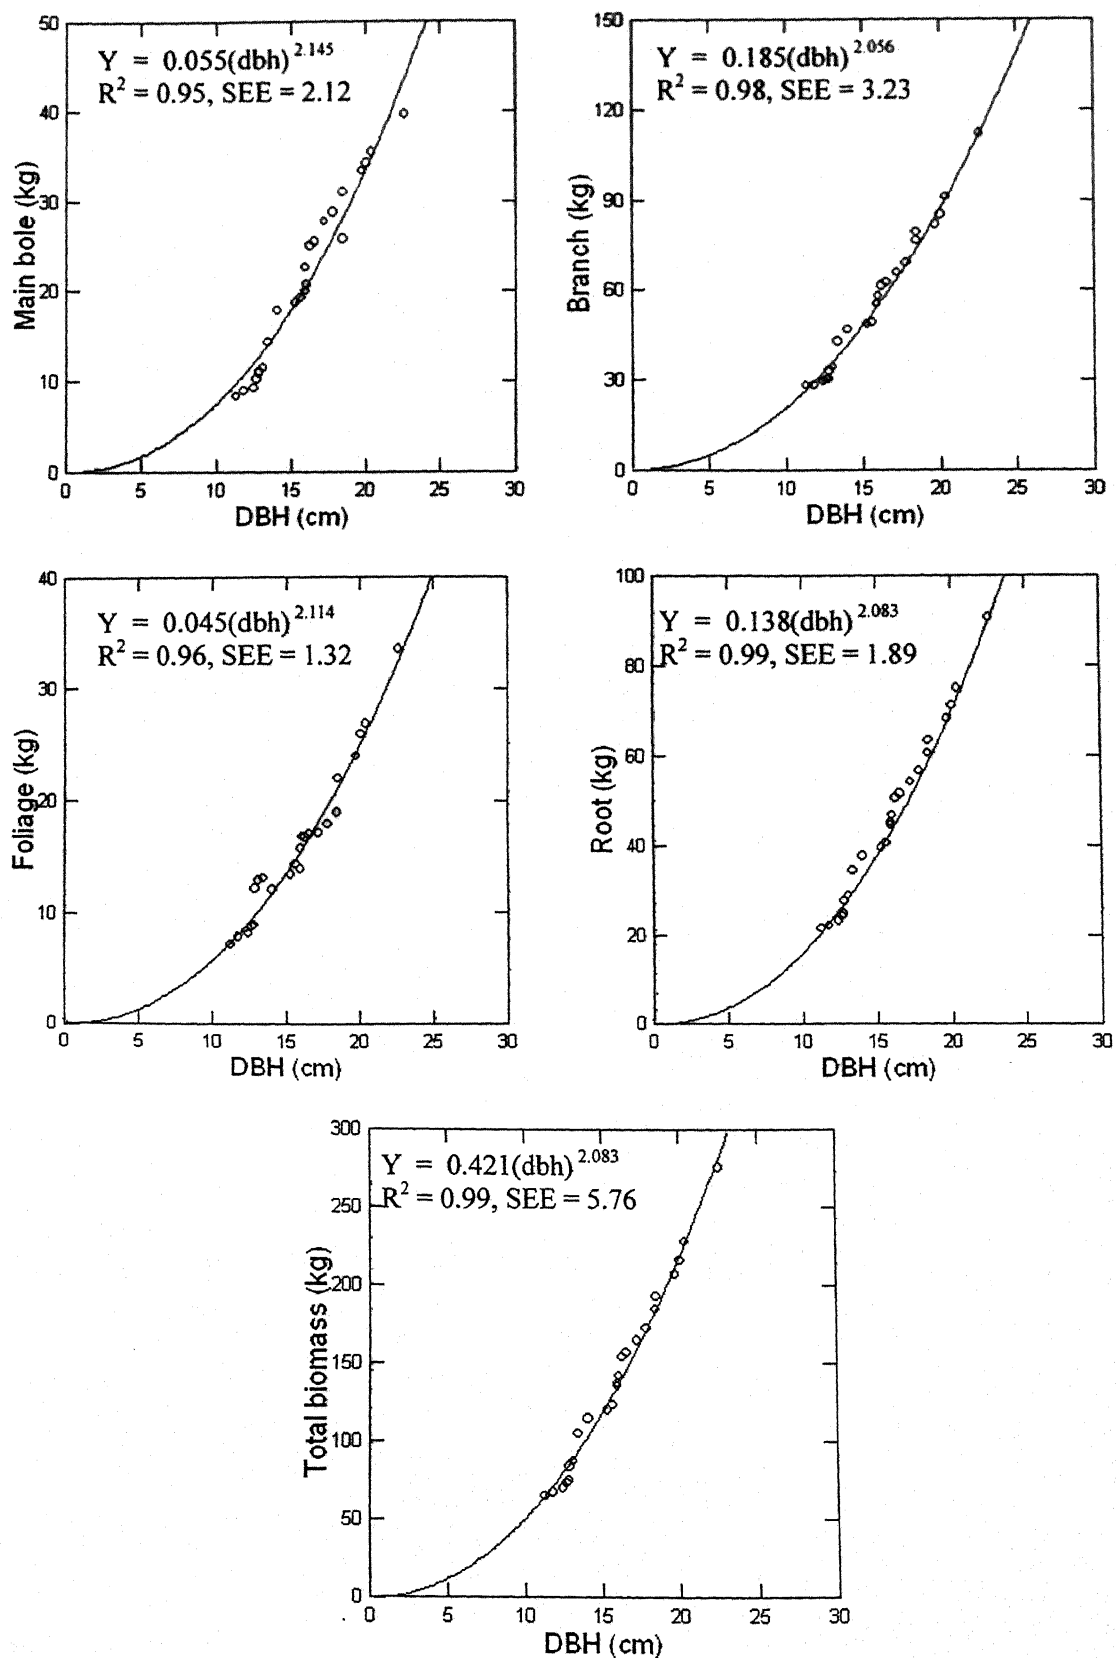 Y = 0.055(dbh)^2.145
R² = 0.95, SEE = 2.12
Main bole (kg)
50
40
30
20
10
0
0 5 10 15 20 25 30
DBH (cm)
Y = 0.185(dbh)^2.056
R² = 0.98, SEE = 3.23
Branch (kg)
150
120
90
60
30
0
0 5 10 15 20 25 30
DBH (cm)
Y = 0.045(dbh)^2.114
R² = 0.96, SEE = 1.32
Foliage (kg)
40
30
20
10
0
0 5 10 15 20 25 30
DBH (cm)
Y = 0.138(dbh)^2.083
R² = 0.99, SEE = 1.89
Root (kg)
100
80
60
40
20
0
0 5 10 15 20 25 30
DBH (cm)
Y = 0.421(dbh)^2.083
R² = 0.99, SEE = 5.76
Total biomass (kg)
300
250
200
150
100
50
0
0 5 10 15 20 25 30
DBH (cm)